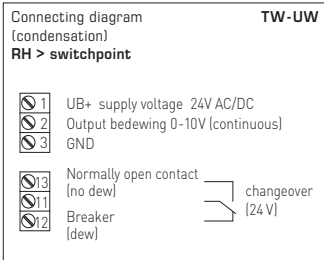 Connecting diagram TW-UW
(condensation)
RH > switchpoint
1 UB+ supply voltage 24V AC/DC
2 Output bedewing 0-10V (continuous)
3 GND
13 Normally open contact
(no dew)
11
12 Breaker
(dew)
changeover
(24 V)